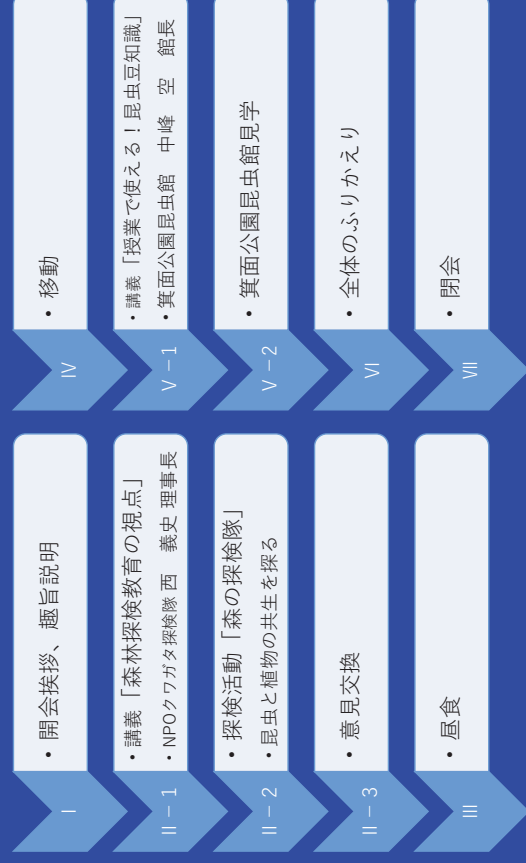 I
・開会挨拶、趣旨説明
II－1
・講義「森林探検教育の視点」
・NPOクワガタ探検隊 西　義史 理事長
II－2
・探検活動「森の探検隊」
・昆虫と植物の共生を探る
II－3
・意見交換
III
・昼食
IV
・移動
V－1
・講義「授業で使える！昆虫豆知識」
・箕面公園昆虫館　中峰　空　館長
V－2
・箕面公園昆虫館見学
VI
・全体のふりかえり
VII
・閉会